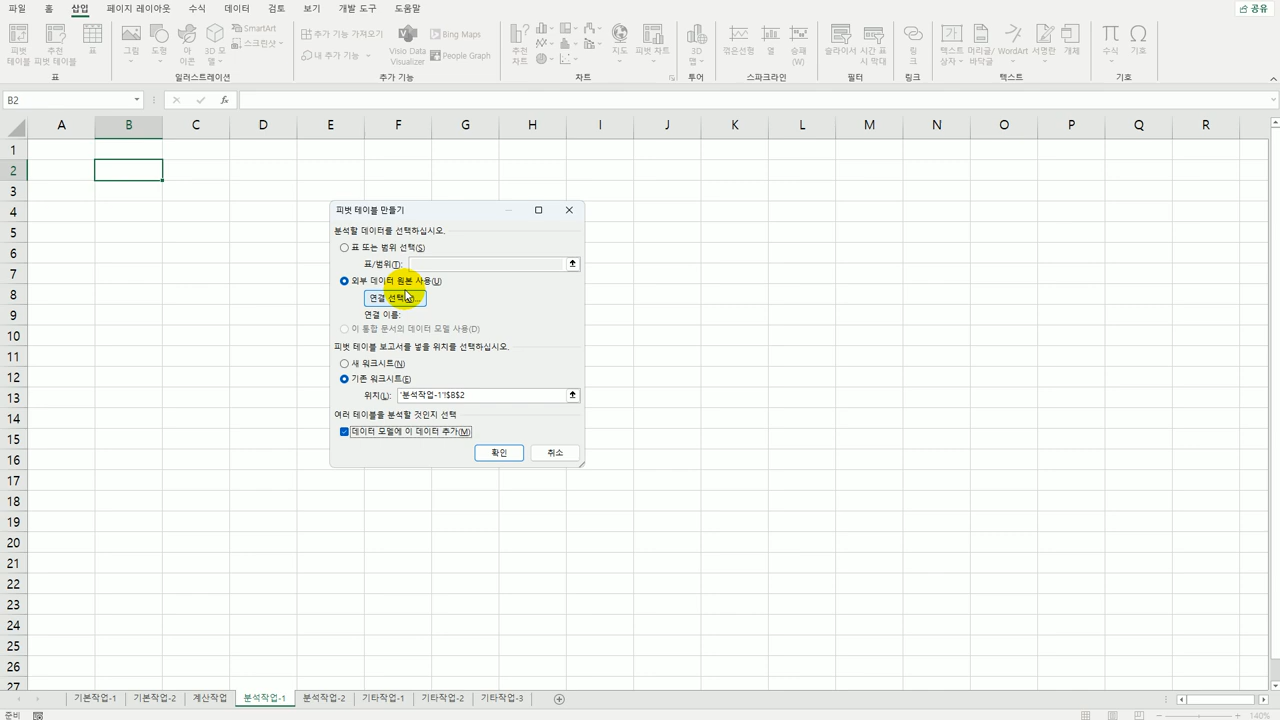 파일 홈 삽입 페이지 레이아웃 수식 데이터 검토 보기 개발 도구 도움말 공유
피벗 테이블 추천 피벗 테이블 표 그림 도형 아이콘 3D 모델 SmartArt 스크린샷 추가 기능 가져오기 내 추가 기능 Visio Data Visualizer Bing Maps People Graph 추천 차트 지도 피벗 차트 3D 맵 꺾은선형 열 승패 (W) 슬라이서 시간 표시 막대 링크 텍스트 상자 머리글/바닥글 WordArt 서명란 개체 수식 기호
표 일러스트레이션 추가 기능 차트 투어 스파크라인 필터 링크 텍스트 기호
B2 fx
A B C D E F G H I J K L M N O P Q R
1
2
3
4
5
6
7
8
9
10
11
12
13
14
15
16
17
18
19
20
21
22
23
24
25
26
27
피벗 테이블 만들기
분석할 데이터를 선택하십시오.
표 또는 범위 선택(S)
표/범위(T):
외부 데이터 원본 사용(U)
연결 선택
연결 이름:
이 통합 문서의 데이터 모델 사용(D)
피벗 테이블 보고서를 넣을 위치를 선택하십시오.
새 워크시트(N)
기존 워크시트(E)
위치(L): '분석작업-1'!$B$2
여러 테이블을 분석할 것인지 선택
데이터 모델에 이 데이터 추가(M)
확인 취소
기본작업-1 기본작업-2 계산작업 분석작업-1 분석작업-2 기타작업-1 기타작업-2 기타작업-3
준비 140%